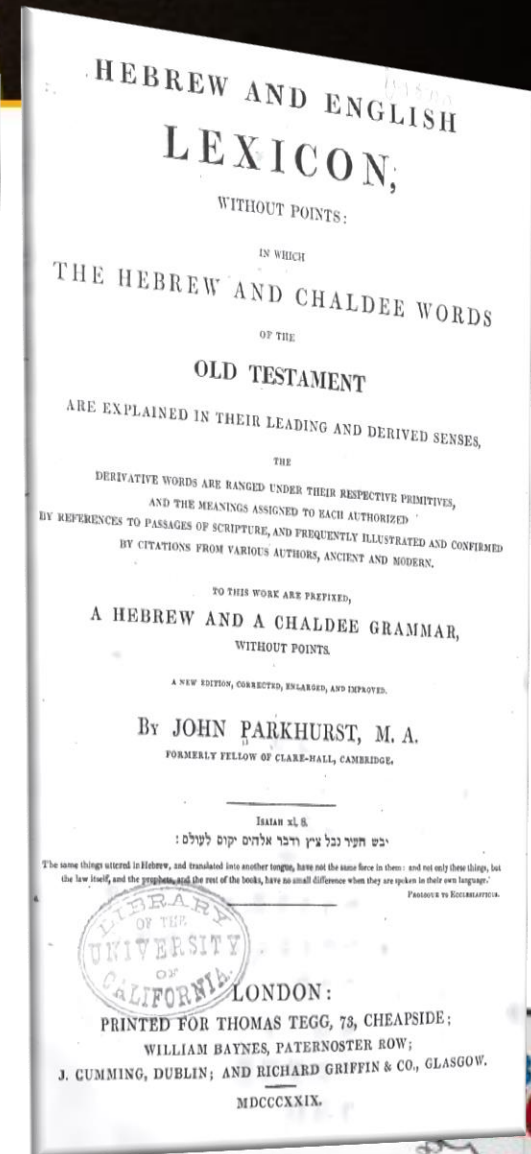 HEBREW AND ENGLISH
LEXICON,
WITHOUT POINTS:
IN WHICH
THE HEBREW AND CHALDEE WORDS
OF THE
OLD TESTAMENT
ARE EXPLAINED IN THEIR LEADING AND DERIVED SENSES,
THE
DERIVATIVE WORDS ARE RANGED UNDER THEIR RESPECTIVE PRIMITIVES,
AND THE MEANINGS ASSIGNED TO EACH AUTHORIZED
BY REFERENCES TO PASSAGES OF SCRIPTURE, AND FREQUENTLY ILLUSTRATED AND CONFIRMED
BY CITATIONS FROM VARIOUS AUTHORS, ANCIENT AND MODERN.
TO THIS WORK ARE PREFIXED,
A HEBREW AND A CHALDEE GRAMMAR,
WITHOUT POINTS.
A NEW EDITION, CORRECTED, ENLARGED, AND IMPROVED.
By JOHN PARKHURST, M. A.
FORMERLY FELLOW OF CLARE-HALL, CAMBRIDGE.
ISAIAH xl, 8.
יבש חעיר נבל ציץ ודבר אלהים יקום לעולם :
'The same things uttered in Hebrew, and translated into another tongue, have not the same force in them: and not only these things, but
the law itself, and the prophets, and the rest of the books, have no small difference when they are spoken in their own language.'
PROLOGUE TO ECCLESIASTICUS.
LIBRARY
OF THE
UNIVERSITY
OF
CALIFORNIA.
LONDON:
PRINTED FOR THOMAS TEGG, 73, CHEAPSIDE;
WILLIAM BAYNES, PATERNOSTER ROW;
J. CUMMING, DUBLIN; AND RICHARD GRIFFIN & CO., GLASGOW.
MDCCCXXIX.